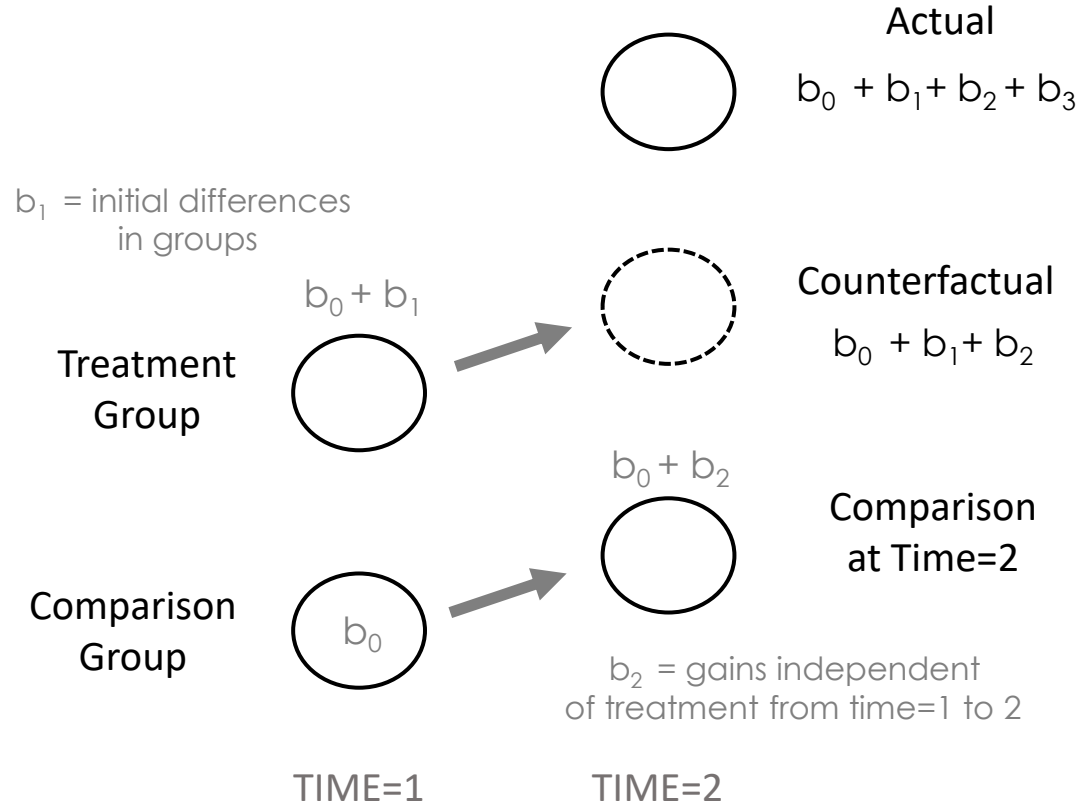 Actual
b₀ + b₁+ b₂ + b₃
b₁ = initial differences
in groups
b₀ + b₁
Counterfactual
b₀ + b₁+ b₂
Treatment
Group
b₀ + b₂
Comparison
at Time=2
Comparison
Group
b₀
b₂ = gains independent
of treatment from time=1 to 2
TIME=1
TIME=2